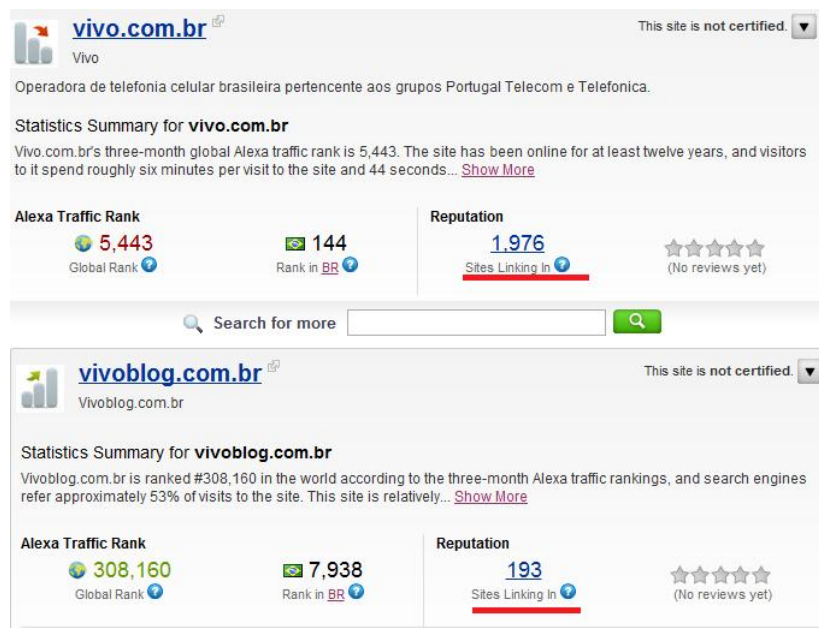 vivo.com.br
This site is not certified.
Vivo
Operadora de telefonia celular brasileira pertencente aos grupos Portugal Telecom e Telefonica.
Statistics Summary for vivo.com.br
Vivo.com.br's three-month global Alexa traffic rank is 5,443. The site has been online for at least twelve years, and visitors
to it spend roughly six minutes per visit to the site and 44 seconds... Show More
Alexa Traffic Rank
Reputation
5,443
144
1,976
Global Rank ?
Rank in BR ?
Sites Linking In ?
(No reviews yet)
Search for more
vivoblog.com.br
This site is not certified.
Vivoblog.com.br
Statistics Summary for vivoblog.com.br
Vivoblog.com.br is ranked #308,160 in the world according to the three-month Alexa traffic rankings, and search engines
refer approximately 53% of visits to the site. This site is relatively... Show More
Alexa Traffic Rank
Reputation
308,160
7,938
193
Global Rank ?
Rank in BR ?
Sites Linking In ?
(No reviews yet)